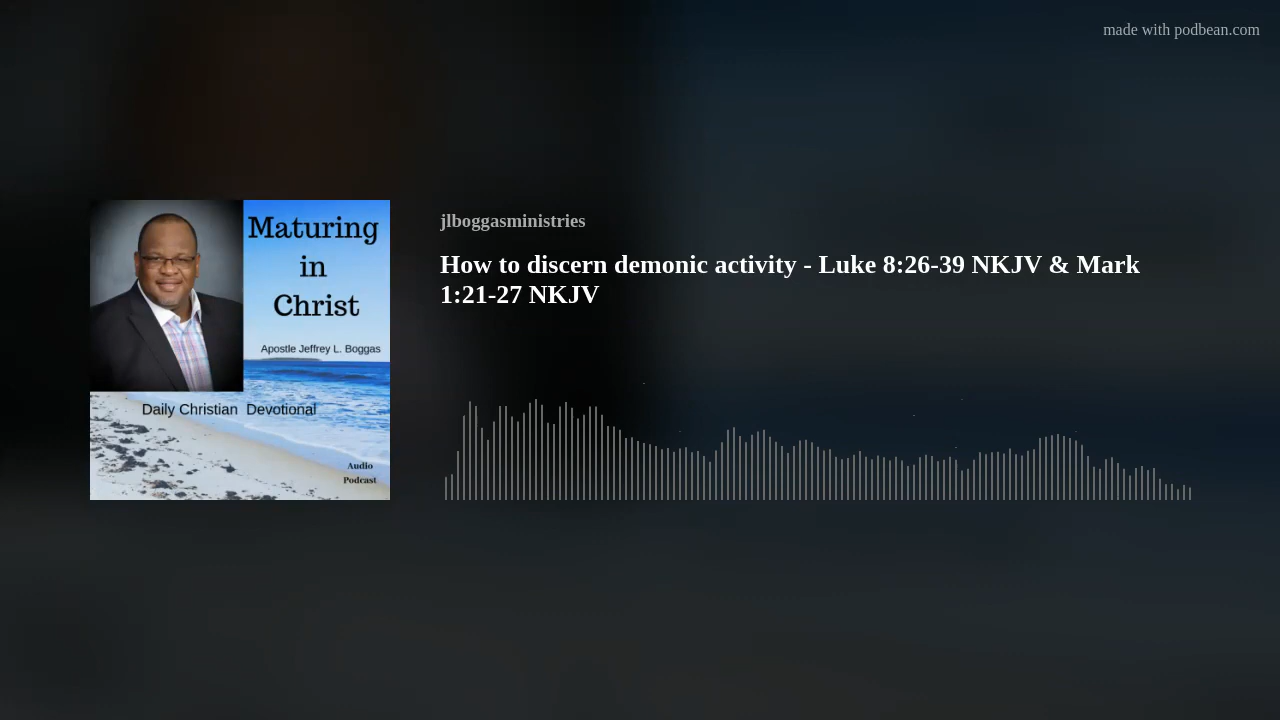 made with podbean.com
Maturing
in
Christ
Apostle Jeffrey L. Boggas
Daily Christian Devotional
Audio
Podcast
jlboggasministries
How to discern demonic activity - Luke 8:26-39 NKJV & Mark
1:21-27 NKJV